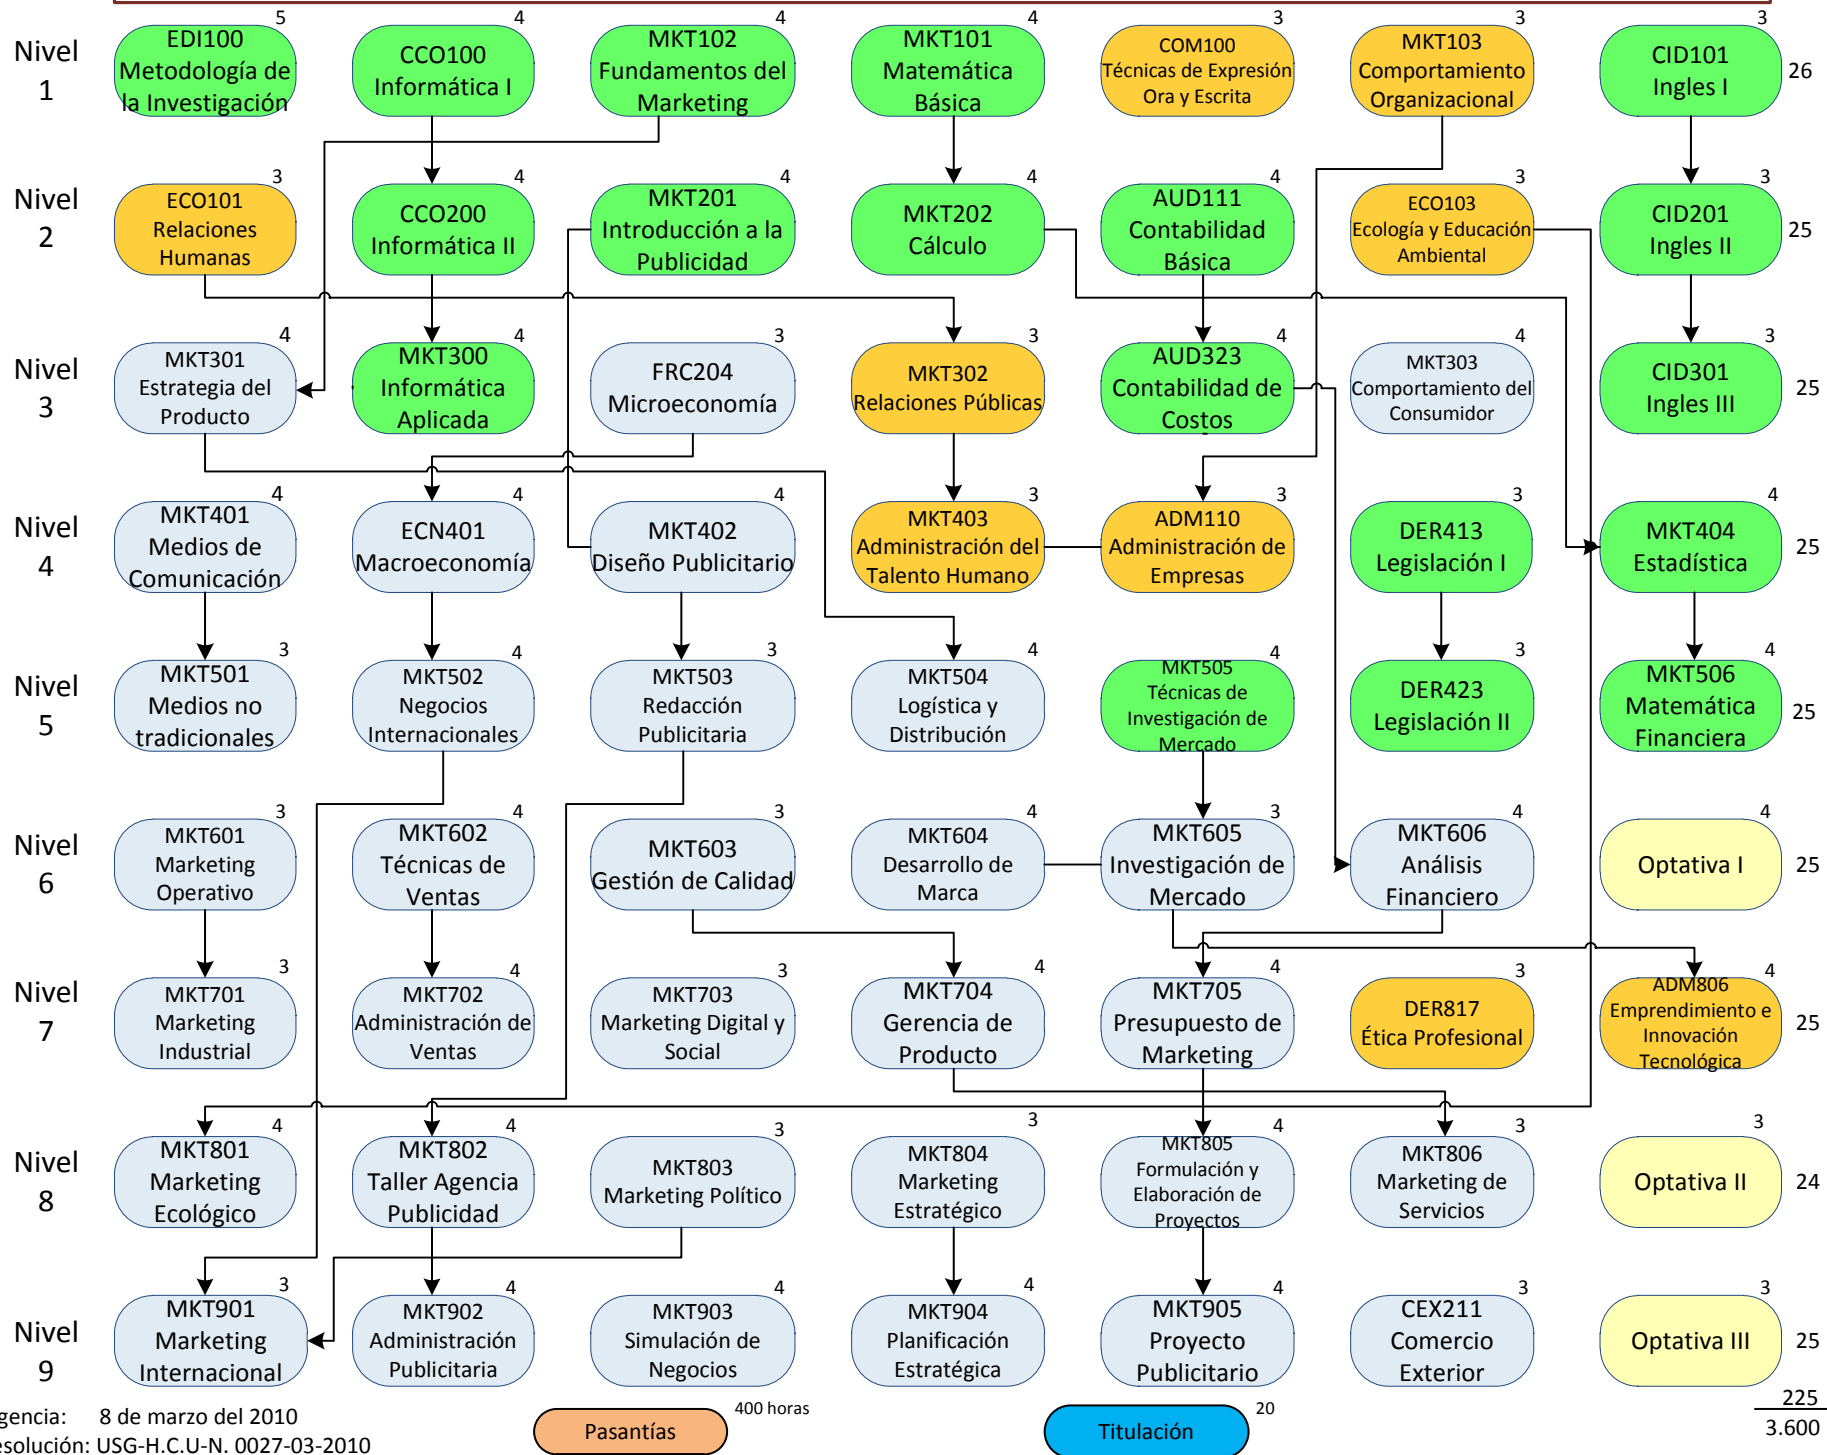 Nivel
1
5
EDI100
Metodología de
la Investigación
4
CCO100
Informática I
4
MKT102
Fundamentos del
Marketing
4
MKT101
Matemática
Básica
3
COM100
Técnicas de Expresión
Ora y Escrita
3
MKT103
Comportamiento
Organizacional
3
CID101
Ingles I
26
Nivel
2
3
ECO101
Relaciones
Humanas
4
CCO200
Informática II
4
MKT201
Introducción a la
Publicidad
4
MKT202
Cálculo
4
AUD111
Contabilidad
Básica
3
ECO103
Ecología y Educación
Ambiental
3
CID201
Ingles II
25
Nivel
3
4
MKT301
Estrategia del
Producto
4
MKT300
Informática
Aplicada
3
FRC204
Microeconomía
3
MKT302
Relaciones Públicas
4
AUD323
Contabilidad de
Costos
4
MKT303
Comportamiento del
Consumidor
3
CID301
Ingles III
25
Nivel
4
4
MKT401
Medios de
Comunicación
4
ECN401
Macroeconomía
4
MKT402
Diseño Publicitario
3
MKT403
Administración del
Talento Humano
3
ADM110
Administración de
Empresas
3
DER413
Legislación I
4
MKT404
Estadística
25
Nivel
5
3
MKT501
Medios no
tradicionales
4
MKT502
Negocios
Internacionales
3
MKT503
Redacción
Publicitaria
4
MKT504
Logística y
Distribución
4
MKT505
Técnicas de
Investigación de
Mercado
3
DER423
Legislación II
4
MKT506
Matemática
Financiera
25
Nivel
6
3
MKT601
Marketing
Operativo
4
MKT602
Técnicas de
Ventas
3
MKT603
Gestión de Calidad
4
MKT604
Desarrollo de
Marca
3
MKT605
Investigación de
Mercado
4
MKT606
Análisis
Financiero
4
Optativa I
25
Nivel
7
3
MKT701
Marketing
Industrial
4
MKT702
Administración de
Ventas
3
MKT703
Marketing Digital y
Social
4
MKT704
Gerencia de
Producto
4
MKT705
Presupuesto de
Marketing
3
DER817
Ética Profesional
4
ADM806
Emprendimiento e
Innovación
Tecnológica
25
Nivel
8
4
MKT801
Marketing
Ecológico
4
MKT802
Taller Agencia
Publicidad
3
MKT803
Marketing Político
3
MKT804
Marketing
Estratégico
4
MKT805
Formulación y
Elaboración de
Proyectos
3
MKT806
Marketing de
Servicios
3
Optativa II
24
Nivel
9
3
MKT901
Marketing
Internacional
4
MKT902
Administración
Publicitaria
4
MKT903
Simulación de
Negocios
4
MKT904
Planificación
Estratégica
4
MKT905
Proyecto
Publicitario
3
CEX211
Comercio
Exterior
3
Optativa III
25
225
3.600
gencia: 8 de marzo del 2010
esolución: USG-H.C.U-N. 0027-03-2010
Pasantías
400 horas
Titulación
20